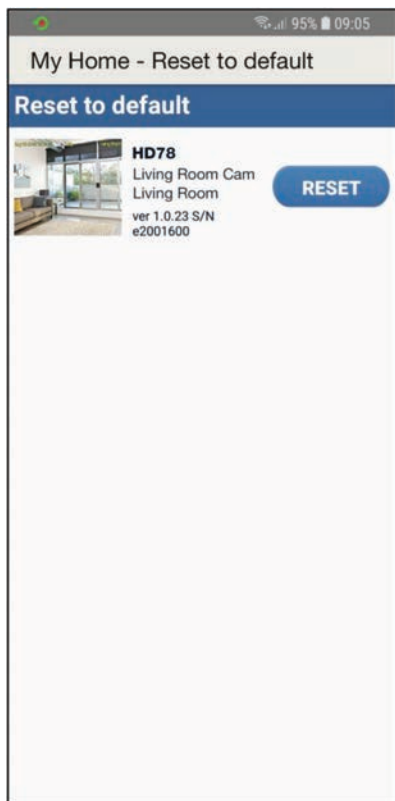 95% 09:05
My Home - Reset to default
Reset to default
HD78
Living Room Cam
Living Room
ver 1.0.23 S/N
e2001600
RESET